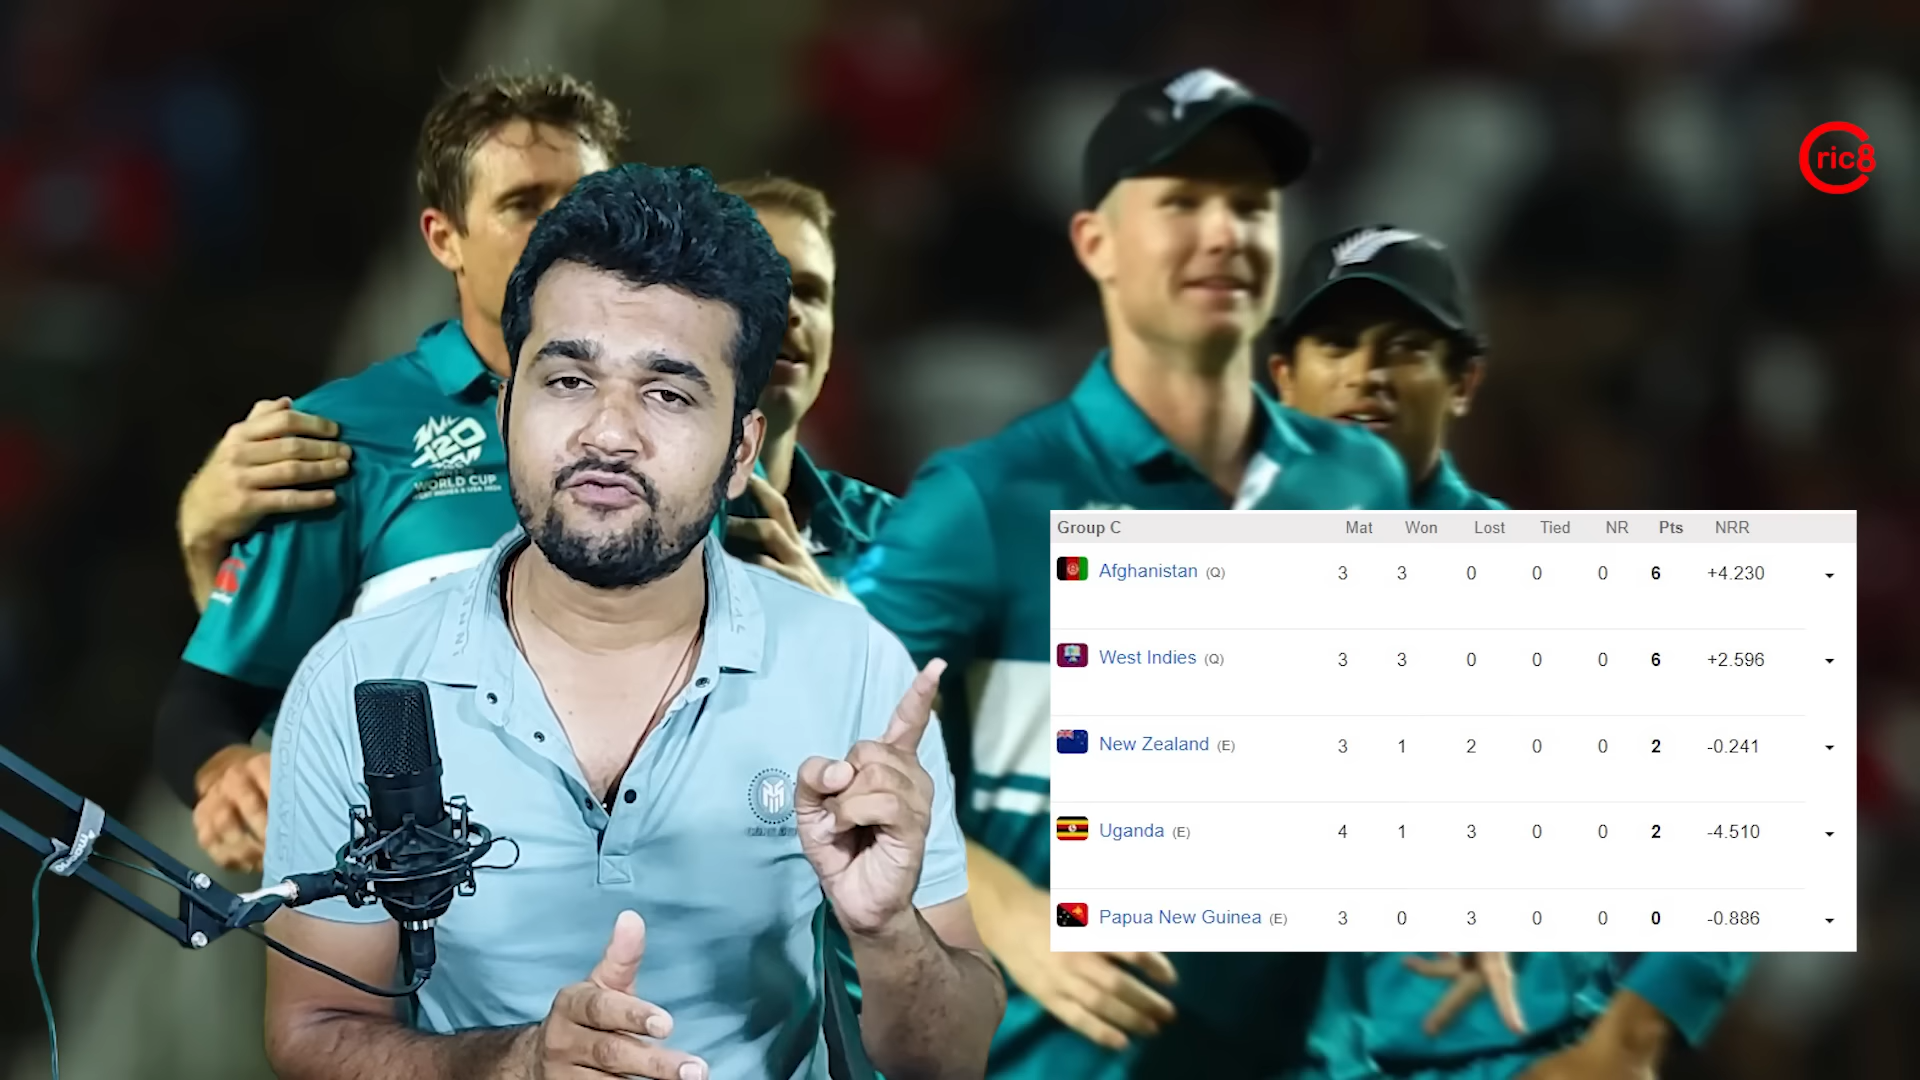 Cric8
T20
WORLD CUP
STAY YOURSELF
Group C Mat Won Lost Tied NR Pts NRR
Afghanistan (Q) 3 3 0 0 0 6 +4.230
West Indies (Q) 3 3 0 0 0 6 +2.596
New Zealand (E) 3 1 2 0 0 2 -0.241
Uganda (E) 4 1 3 0 0 2 -4.510
Papua New Guinea (E) 3 0 3 0 0 0 -0.886